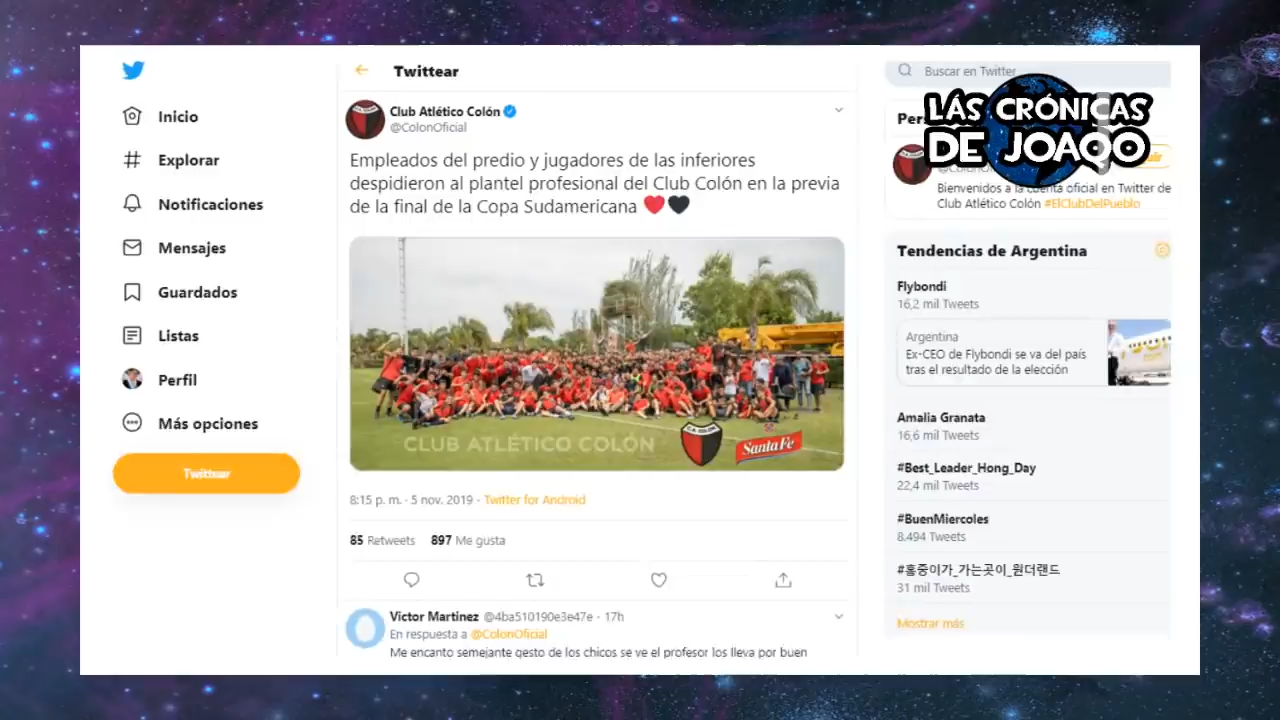 Inicio
Explorar
Notificaciones
Mensajes
Guardados
Listas
Perfil
Más opciones
Twittear
Twittear
Club Atlético Colón
@ColonOficial
Empleados del predio y jugadores de las inferiores
despidieron al plantel profesional del Club Colón en la previa
de la final de la Copa Sudamericana ❤️🖤
CLUB ATLÉTICO COLÓN
Santa Fe
8:15 p. m. · 5 nov. 2019 · Twitter for Android
85 Retweets 897 Me gusta
Victor Martinez @4ba510190e3e47e · 17h
En respuesta a @ColonOficial
Me encanto semejante gesto de los chicos se ve el profesor los lleva por buen
Buscar en Twitter
LÁS CRÓNICAS
DE JOAQO
Bienvenidos a la cuenta oficial en Twitter de
Club Atlético Colón #ElClubDelPueblo
Tendencias de Argentina
Flybondi
16,2 mil Tweets
Argentina
Ex-CEO de Flybondi se va del país
tras el resultado de la elección
Amalia Granata
16,6 mil Tweets
#Best_Leader_Hong_Day
22,4 mil Tweets
#BuenMiercoles
8.494 Tweets
#홍중이가_가는곳이_원더랜드
31 mil Tweets
Mostrar más